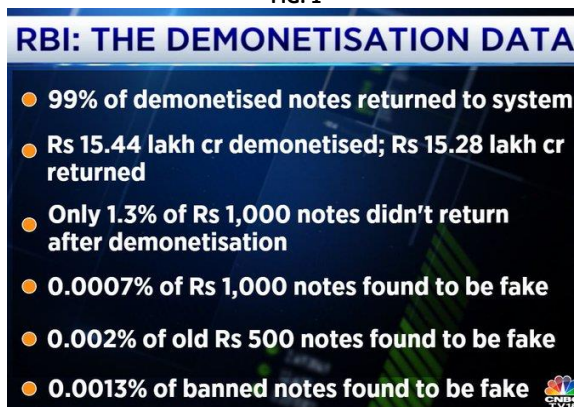 RBI: THE DEMONETISATION DATA
99% of demonetised notes returned to system
Rs 15.44 lakh cr demonetised; Rs 15.28 lakh cr
returned
Only 1.3% of Rs 1,000 notes didn't return
after demonetisation
0.0007% of Rs 1,000 notes found to be fake
0.002% of old Rs 500 notes found to be fake
0.0013% of banned notes found to be fake
CNBC